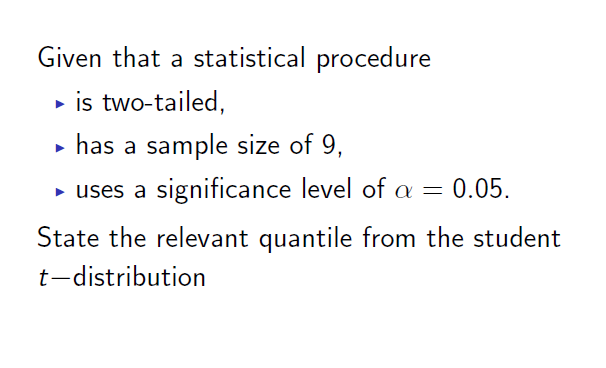 Given that a statistical procedure
▸ is two-tailed,
▸ has a sample size of 9,
▸ uses a significance level of α = 0.05.
State the relevant quantile from the student
t−distribution